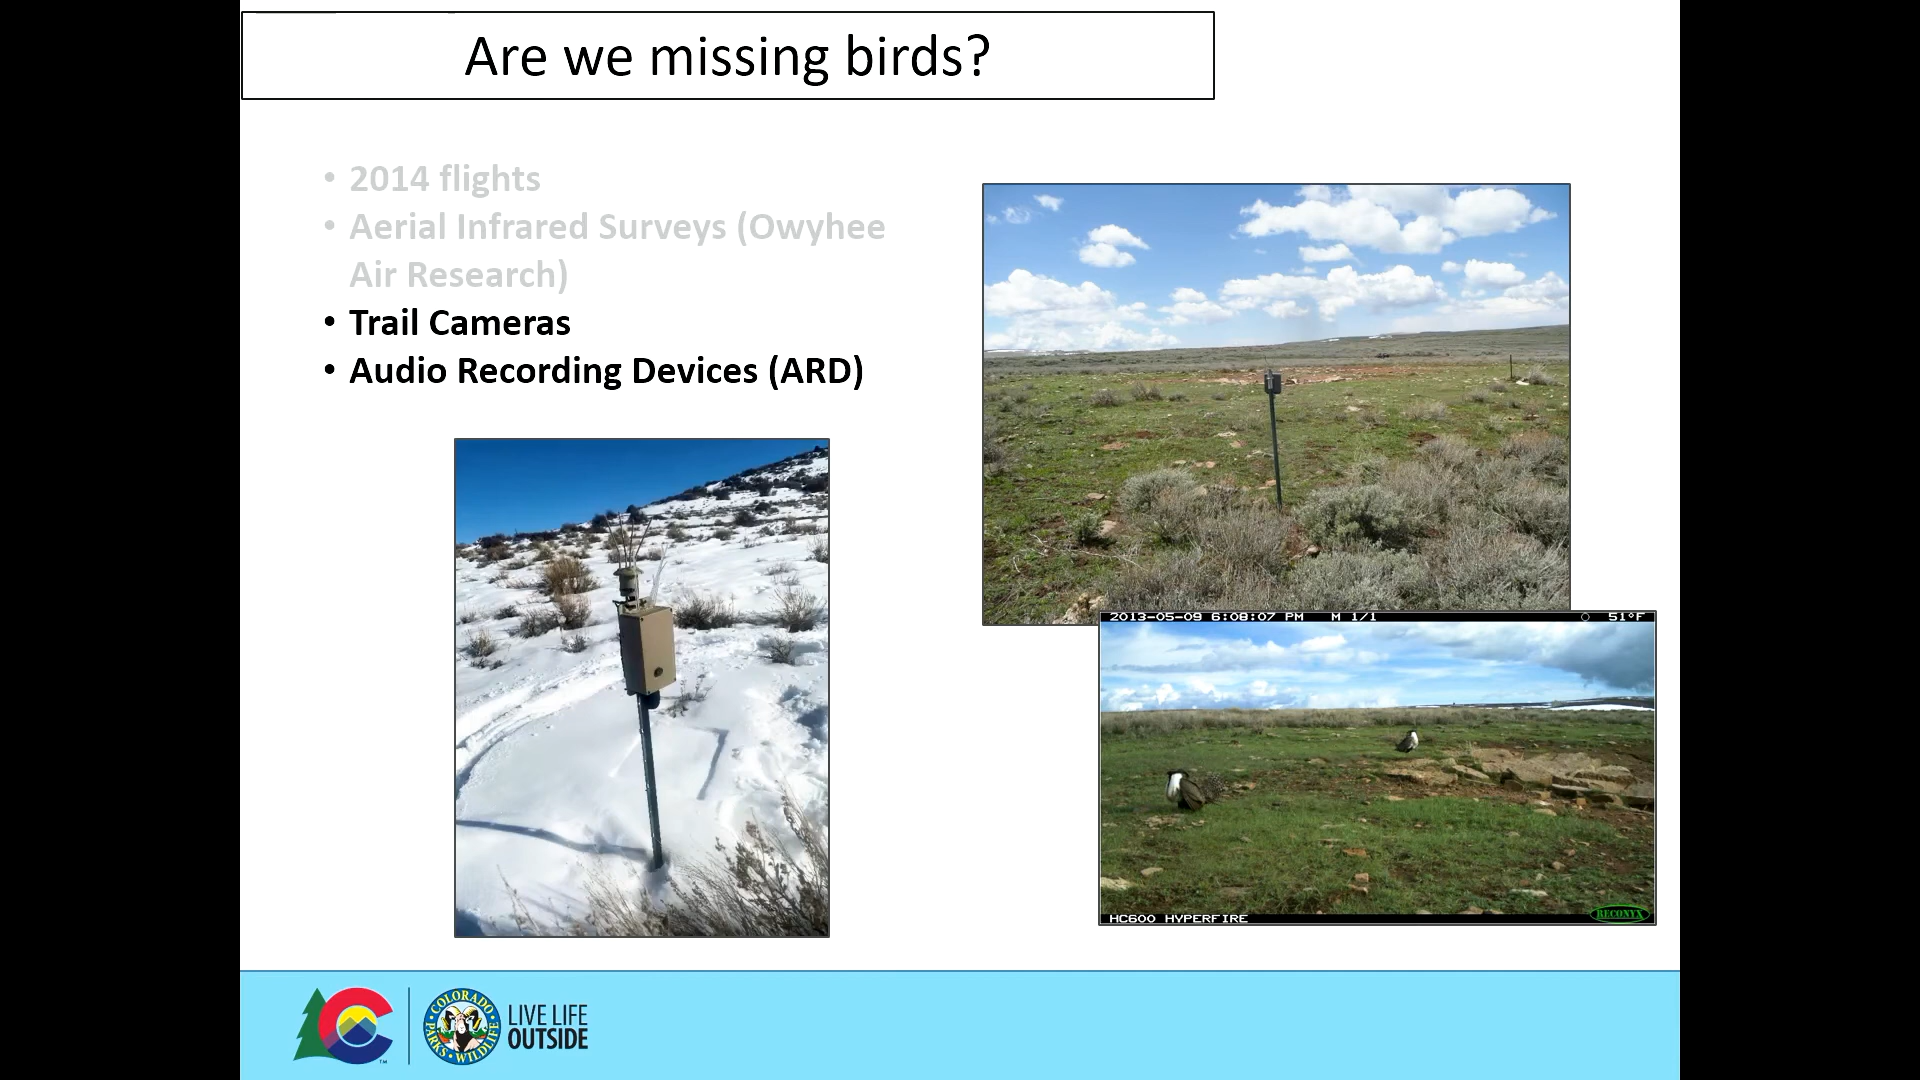 Are we missing birds?
• 2014 flights
• Aerial Infrared Surveys (Owyhee
Air Research)
• Trail Cameras
• Audio Recording Devices (ARD)
2013-05-09 6:08:07 PM M 1/1 51°F
HC600 HYPERFIRE
RECONYX
C
TM
COLORADO
PARKS • WILDLIFE
LIVE LIFE
OUTSIDE